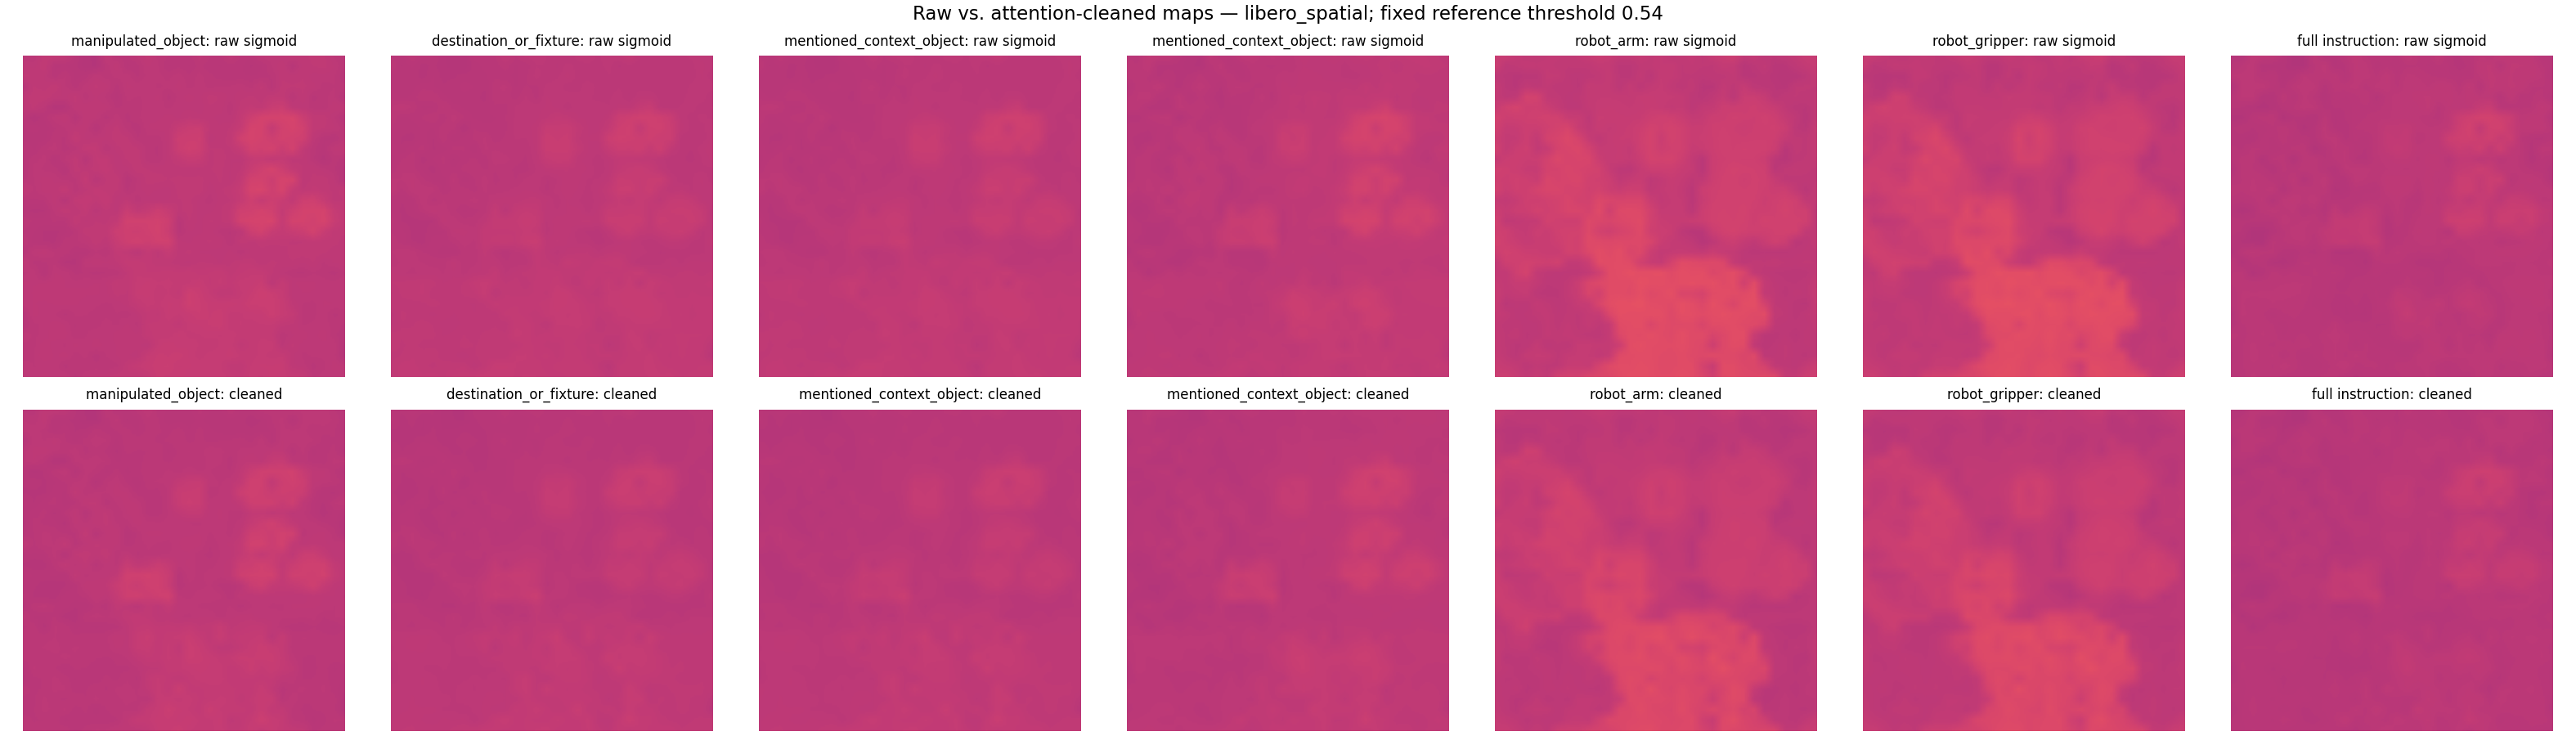 Raw vs. attention-cleaned maps — libero_spatial; fixed reference threshold 0.54
manipulated_object: raw sigmoid
destination_or_fixture: raw sigmoid
mentioned_context_object: raw sigmoid
mentioned_context_object: raw sigmoid
robot_arm: raw sigmoid
robot_gripper: raw sigmoid
full instruction: raw sigmoid
manipulated_object: cleaned
destination_or_fixture: cleaned
mentioned_context_object: cleaned
mentioned_context_object: cleaned
robot_arm: cleaned
robot_gripper: cleaned
full instruction: cleaned